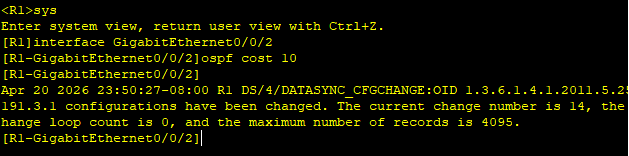 <R1>sys
Enter system view, return user view with Ctrl+Z.
[R1]interface GigabitEthernet0/0/2
[R1-GigabitEthernet0/0/2]ospf cost 10
[R1-GigabitEthernet0/0/2]
Apr 20 2026 23:50:27-08:00 R1 DS/4/DATASYNC_CFGCHANGE:OID 1.3.6.1.4.1.2011.5.25
191.3.1 configurations have been changed. The current change number is 14, the
hange loop count is 0, and the maximum number of records is 4095.
[R1-GigabitEthernet0/0/2]